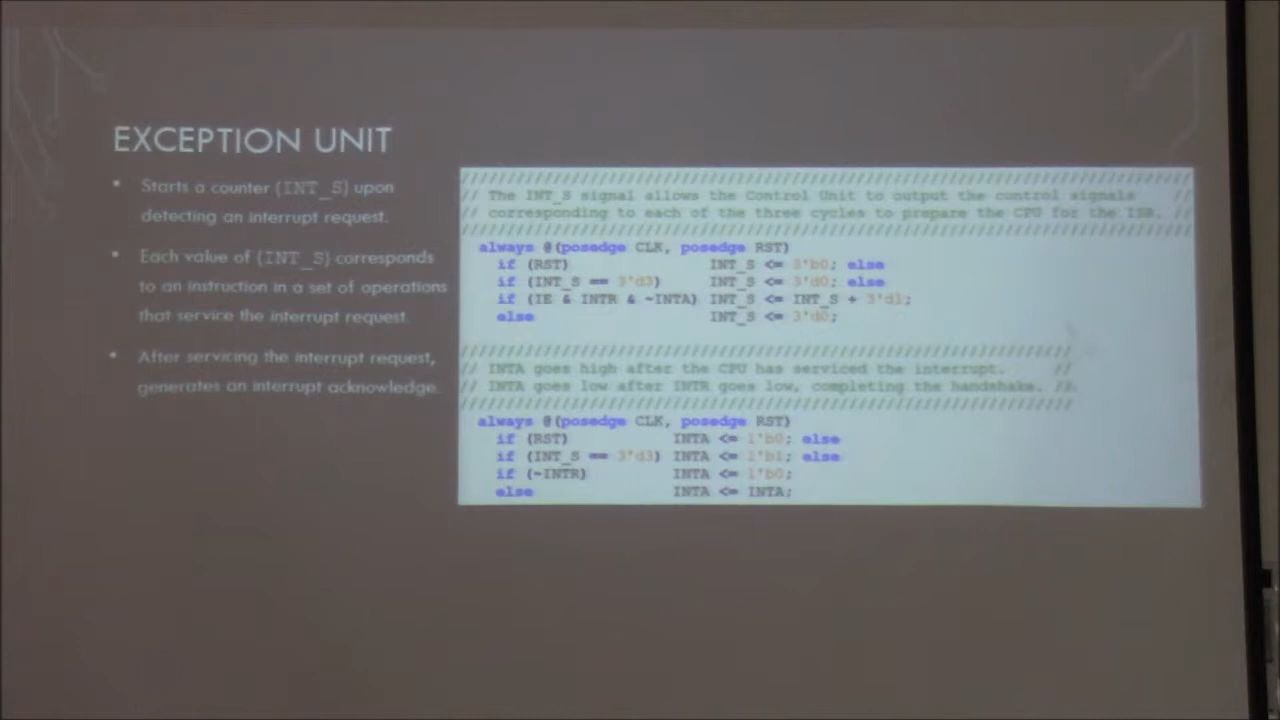 EXCEPTION UNIT
• Starts a counter (INT_S) upon
detecting an interrupt request.
• Each value of (INT_S) corresponds
to an instruction in a set of operations
that service the interrupt request.
• After servicing the interrupt request,
generates an interrupt acknowledge.
////////////////////////////////////////////////////////////////////////////////
// The INT_S signal allows the Control Unit to output the control signals //
// corresponding to each of the three cycles to prepare the CPU for the ISR. //
////////////////////////////////////////////////////////////////////////////////
always @(posedge CLK, posedge RST)
if (RST) INT_S <= 3'b0; else
if (INT_S == 3'd3) INT_S <= 3'd0; else
if (IE & INTR & ~INTA) INT_S <= INT_S + 3'd1;
else INT_S <= 3'd0;
///////////////////////////////////////////////////////////////////
// INTA goes high after the CPU has serviced the interrupt. //
// INTA goes low after INTR goes low, completing the handshake. //
///////////////////////////////////////////////////////////////////
always @(posedge CLK, posedge RST)
if (RST) INTA <= 1'b0; else
if (INT_S == 3'd3) INTA <= 1'b1; else
if (~INTR) INTA <= 1'b0;
else INTA <= INTA;